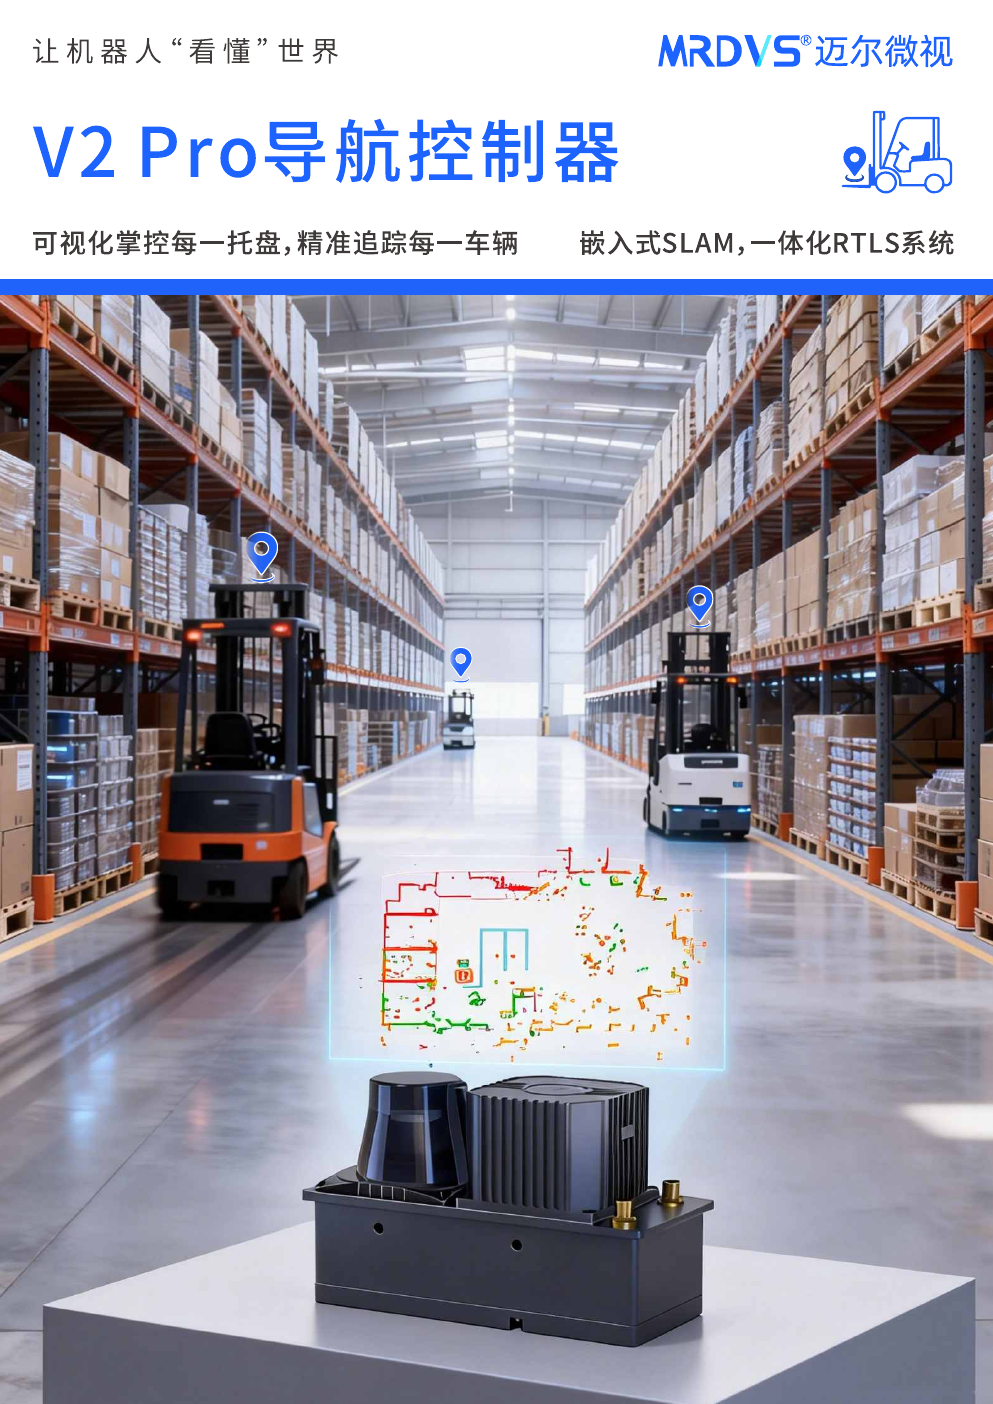 让机器人“看懂”世界
MRDVS®迈尔微视
V2 Pro导航控制器
可视化掌控每一托盘，精准追踪每一车辆
嵌入式SLAM，一体化RTLS系统